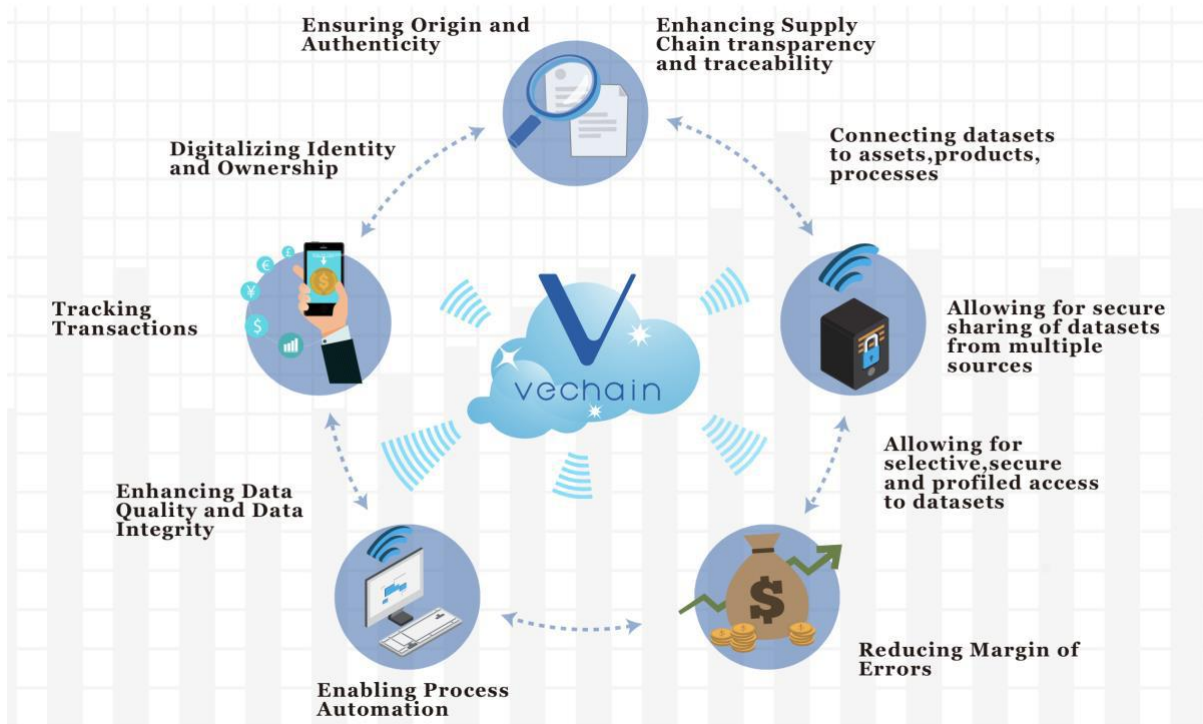 Ensuring Origin and
Authenticity
Enhancing Supply
Chain transparency
and traceability
Digitalizing Identity
and Ownership
Connecting datasets
to assets,products,
processes
Tracking
Transactions
vechain
Allowing for secure
sharing of datasets
from multiple
sources
Enhancing Data
Quality and Data
Integrity
Allowing for
selective,secure
and profiled access
to datasets
Enabling Process
Automation
Reducing Margin of
Errors